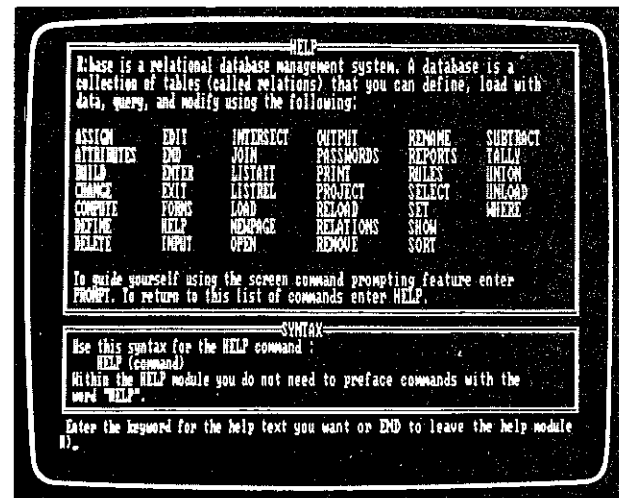 HELP
R:base is a relational database management system. A database is a
collection of tables (called relations) that you can define, load with
data, query, and modify using the following:
ASSIGN EDIT INTERSECT OUTPUT RENAME SUBTRACT
ATTRIBUTES END JOIN PASSWORDS REPORTS TALLY
BUILD ENTER LISTATT PRINT RULES UNION
CHANGE EXIT LISTREL PROJECT SELECT UNLOAD
COMPUTE FORMS LOAD RELOAD SET WHERE
DEFINE HELP NEWPAGE RELATIONS SHOW
DELETE INPUT OPEN REMOVE SORT
To guide yourself using the screen command prompting feature enter
PROMPT. To return to this list of commands enter HELP.
SYNTAX
Use this syntax for the HELP command :
HELP (command)
Within the HELP module you do not need to preface commands with the
word "HELP".
Enter the keyword for the help text you want or END to leave the help module